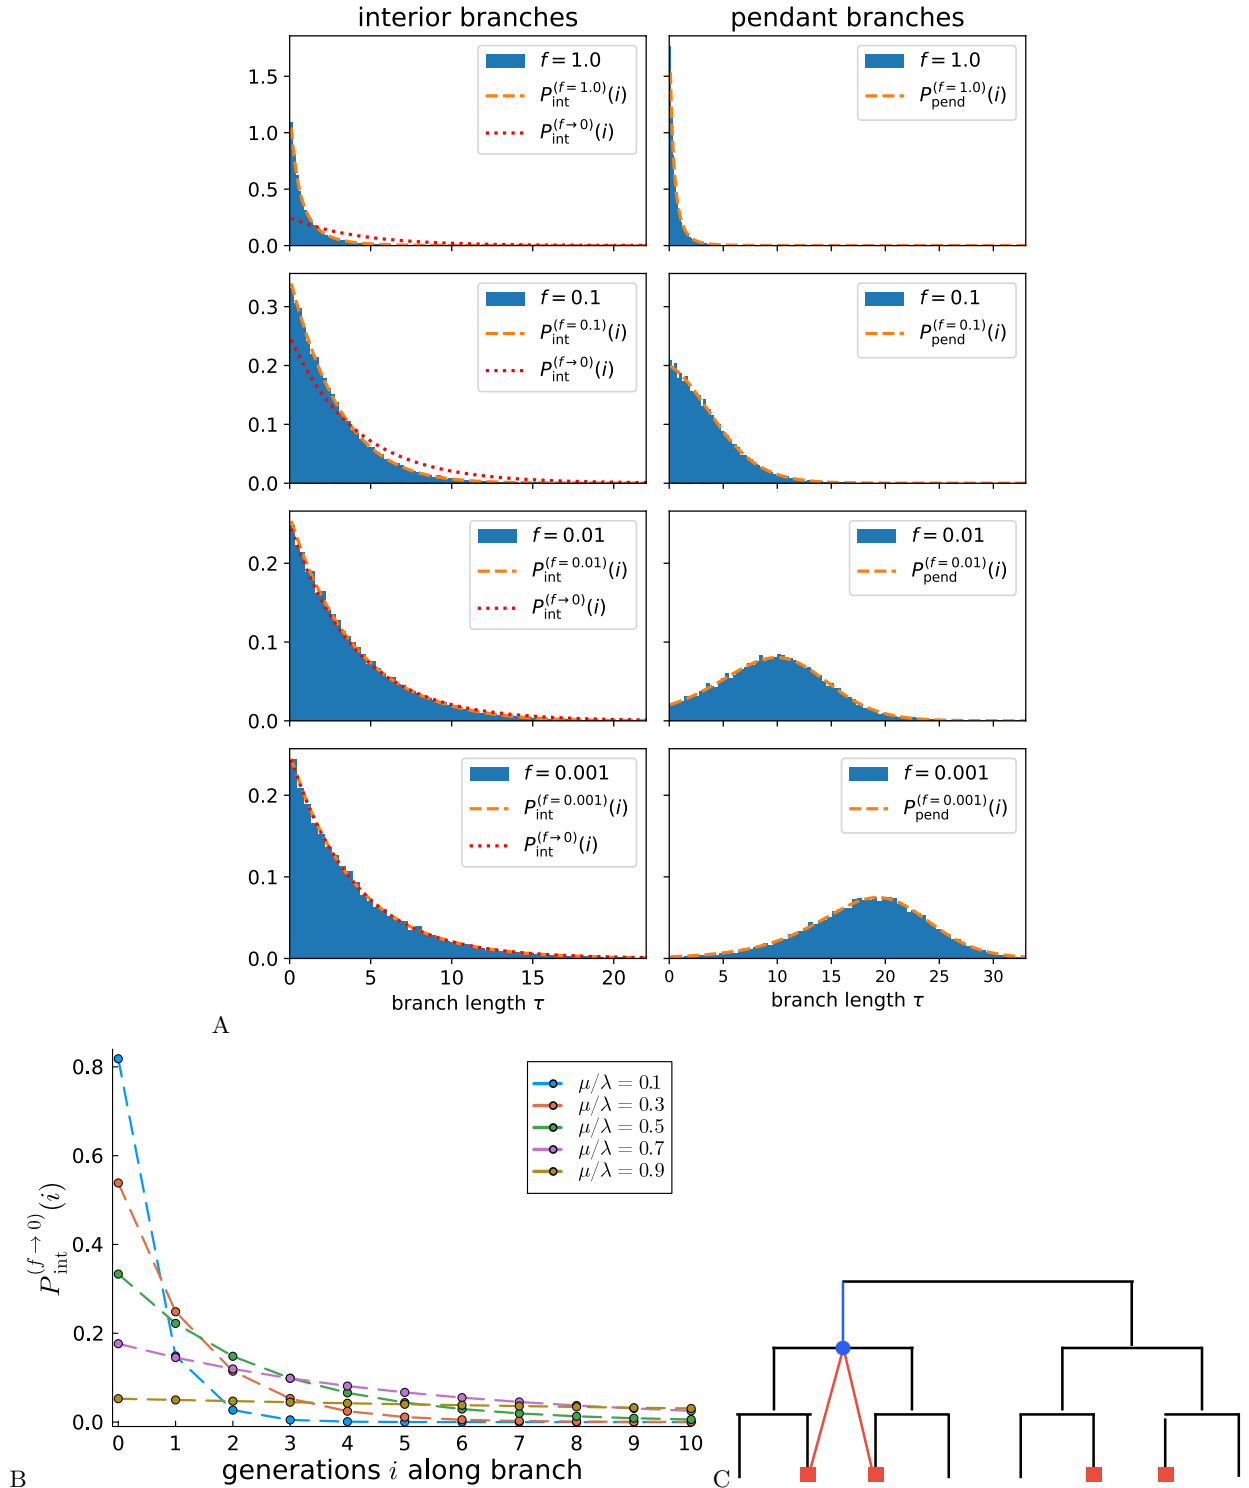 interior branches
pendant branches
1.5
1.0
0.5
0.0
f = 1.0
P_int^(f=1.0)(i)
P_int^(f→0)(i)
f = 1.0
P_pend^(f=1.0)(i)
0.3
0.2
0.1
0.0
f = 0.1
P_int^(f=0.1)(i)
P_int^(f→0)(i)
f = 0.1
P_pend^(f=0.1)(i)
0.2
0.1
0.0
f = 0.01
P_int^(f=0.01)(i)
P_int^(f→0)(i)
f = 0.01
P_pend^(f=0.01)(i)
0.2
0.1
0.0
f = 0.001
P_int^(f=0.001)(i)
P_int^(f→0)(i)
f = 0.001
P_pend^(f=0.001)(i)
0 5 10 15 20
0 5 10 15 20 25 30
branch length τ
branch length τ
A
0.8
0.6
0.4
0.2
0.0
P_int^(f→0)(i)
μ/λ = 0.1
μ/λ = 0.3
μ/λ = 0.5
μ/λ = 0.7
μ/λ = 0.9
0 1 2 3 4 5 6 7 8 9 10
generations i along branch
B
C